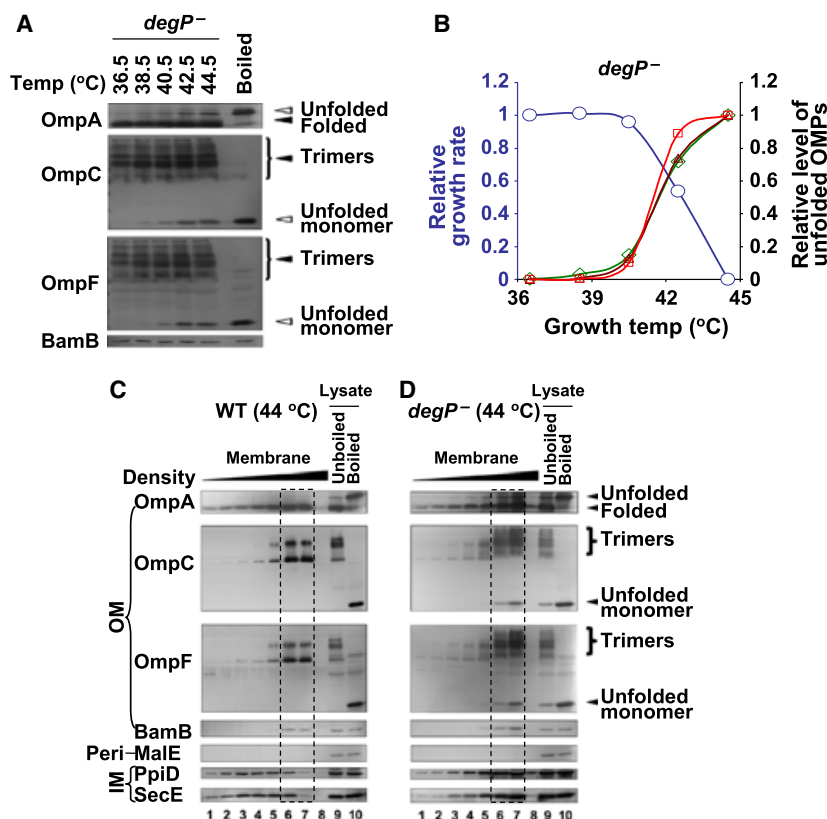 A
degP–
Temp (oC)
36.5
38.5
40.5
42.5
44.5
Boiled
OmpA
Unfolded
Folded
OmpC
Trimers
Unfolded
monomer
OmpF
Trimers
Unfolded
monomer
BamB
B
degP–
Relative
growth rate
1.2
1
0.8
0.6
0.4
0.2
0
1.2
1
0.8
0.6
0.4
0.2
0
Relative level of
unfolded OMPs
36 39 42 45
Growth temp (oC)
C
WT (44 oC)
Lysate
Unboiled
Boiled
Membrane
Density
OM
OmpA
OmpC
OmpF
BamB
Peri MalE
IM
PpiD
SecE
1 2 3 4 5 6 7 8 9 10
D
degP– (44 oC)
Lysate
Unboiled
Boiled
Membrane
Unfolded
Folded
Trimers
Unfolded
monomer
Trimers
Unfolded
monomer
1 2 3 4 5 6 7 8 9 10